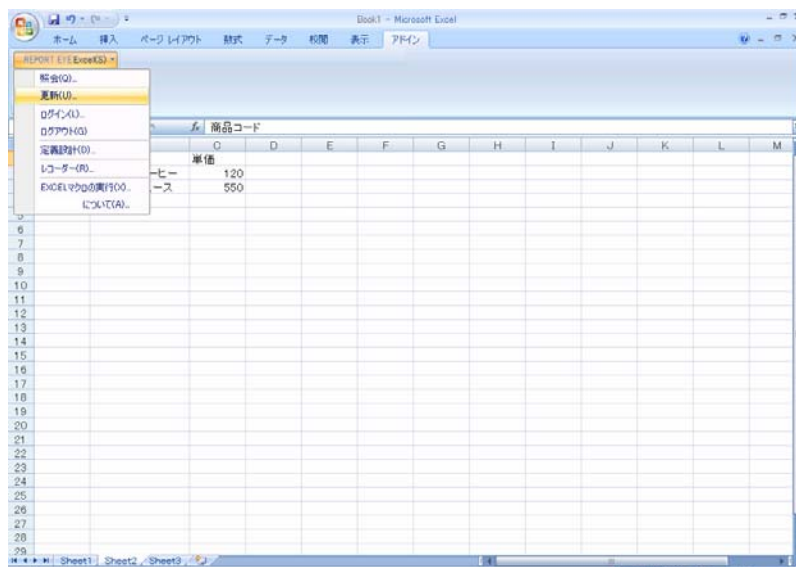 Book1 - Microsoft Excel
ホーム 挿入 ページ レイアウト 数式 データ 校閲 表示 アドイン
REPORT EYE Excel(S)
照会(Q)...
更新(U)...
ログイン(L)...
ログアウト(G)
定義設計(D)...
レコーダー(R)...
EXCELマクロの実行(X)...
について(A)...
fx 商品コード
C D E F G H I J K L M
単価
ーヒー 120
ュース 550
5
6
7
8
9
10
11
12
13
14
15
16
17
18
19
20
21
22
23
24
25
26
27
28
29
Sheet1 Sheet2 Sheet3